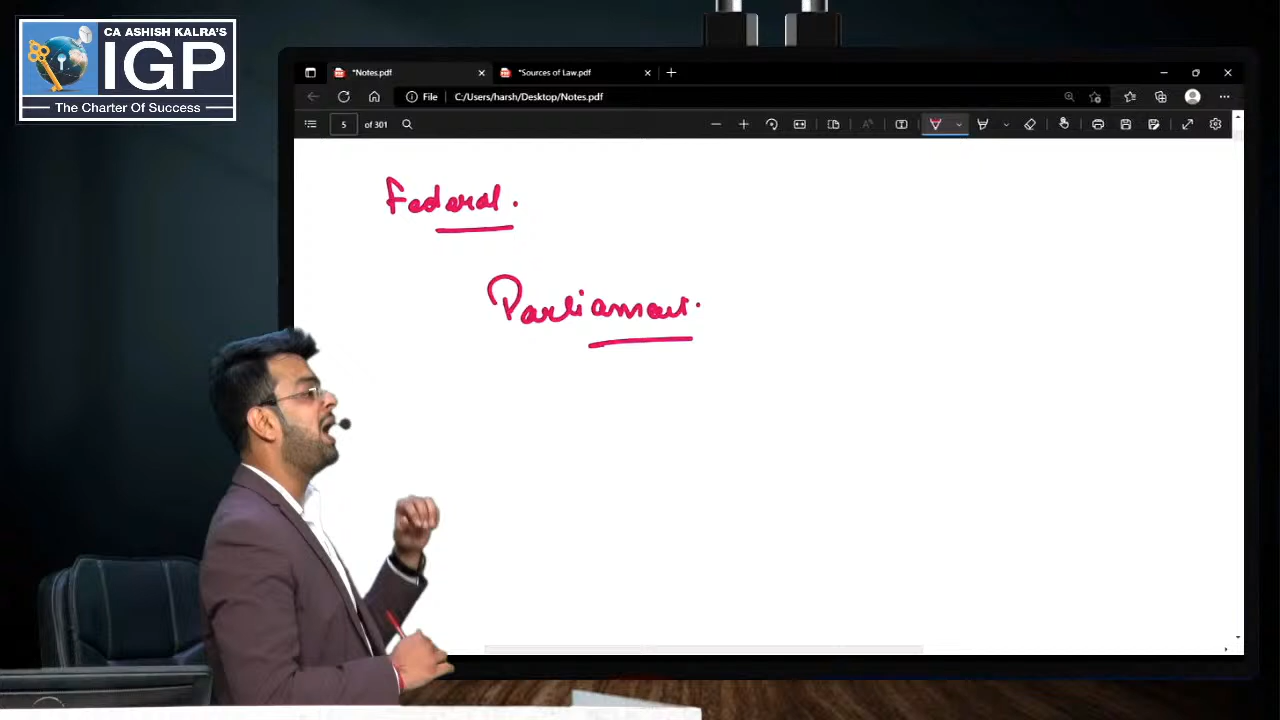 CA ASHISH KALRA'S
IGP
The Charter Of Success
*Notes.pdf
*Sources of Law.pdf
File C:/Users/harsh/Desktop/Notes.pdf
5 of 301
Federal.
Parliament.